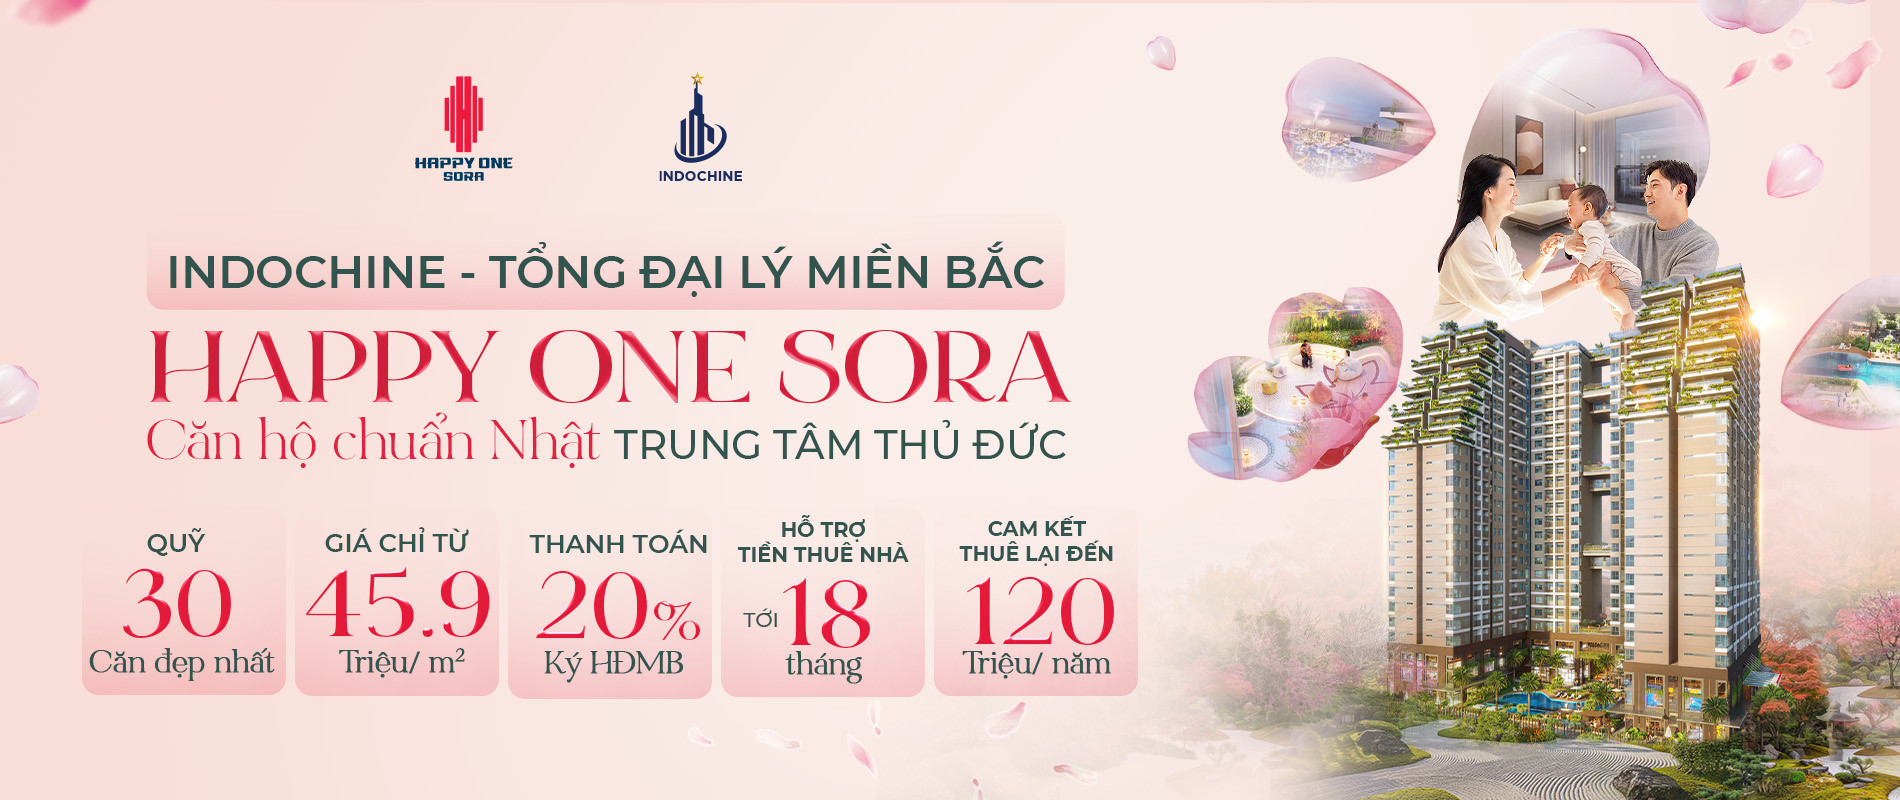 HAPPY ONE
SORA
INDOCHINE
INDOCHINE - TỔNG ĐẠI LÝ MIỀN BẮC
HAPPY ONE SORA
Căn hộ chuẩn Nhật TRUNG TÂM THỦ ĐỨC
QUỸ
30
Căn đẹp nhất
GIÁ CHỈ TỪ
45.9
Triệu/ m²
THANH TOÁN
20%
Ký HĐMB
HỖ TRỢ
TIỀN THUÊ NHÀ
TỚI 18
tháng
CAM KẾT
THUÊ LẠI ĐẾN
120
Triệu/ năm